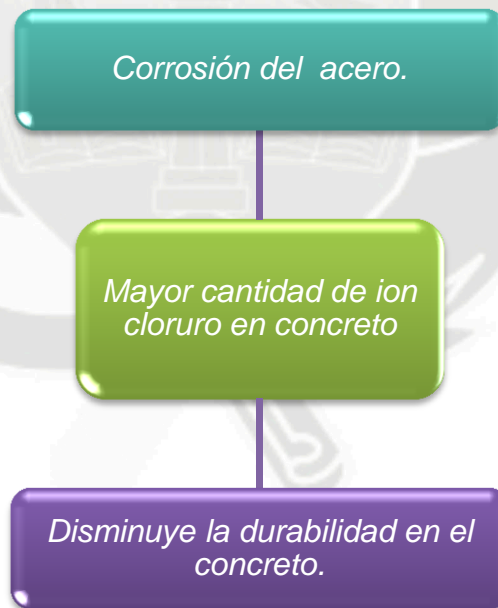 Corrosión del  acero.
Mayor cantidad de ion
cloruro en concreto
Disminuye la durabilidad en el
concreto.